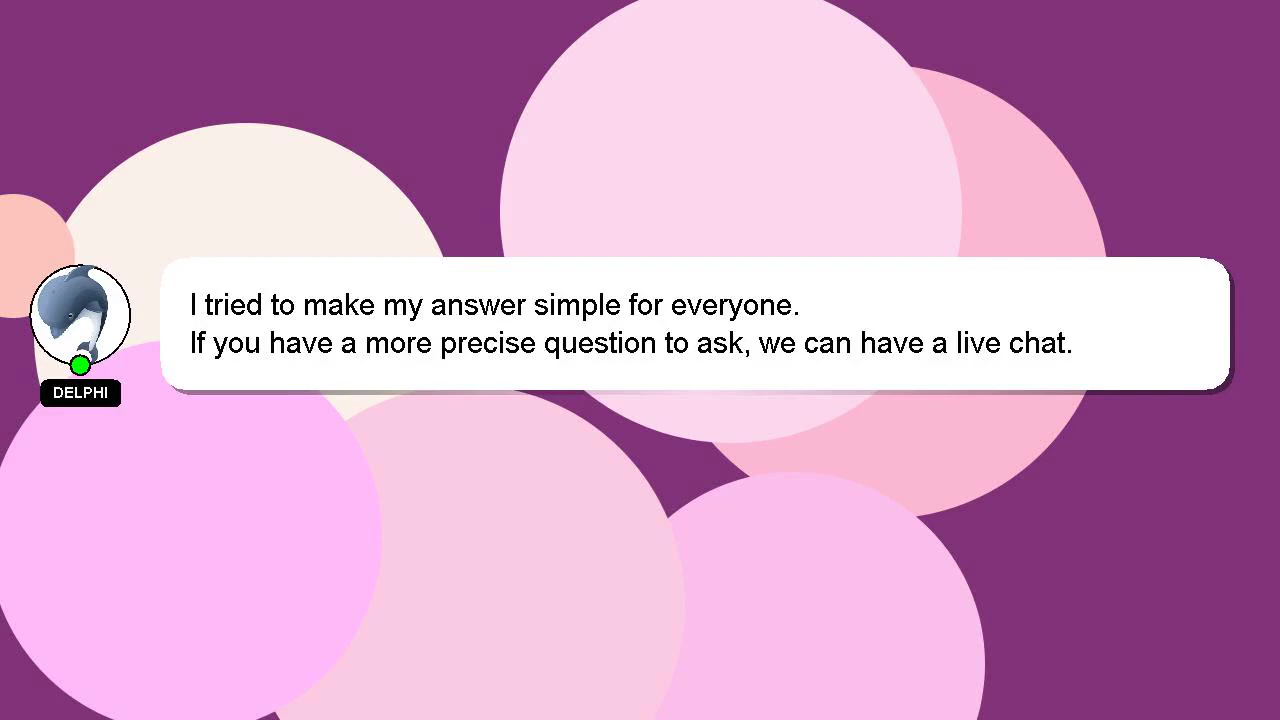 I tried to make my answer simple for everyone.
If you have a more precise question to ask, we can have a live chat.
DELPHI